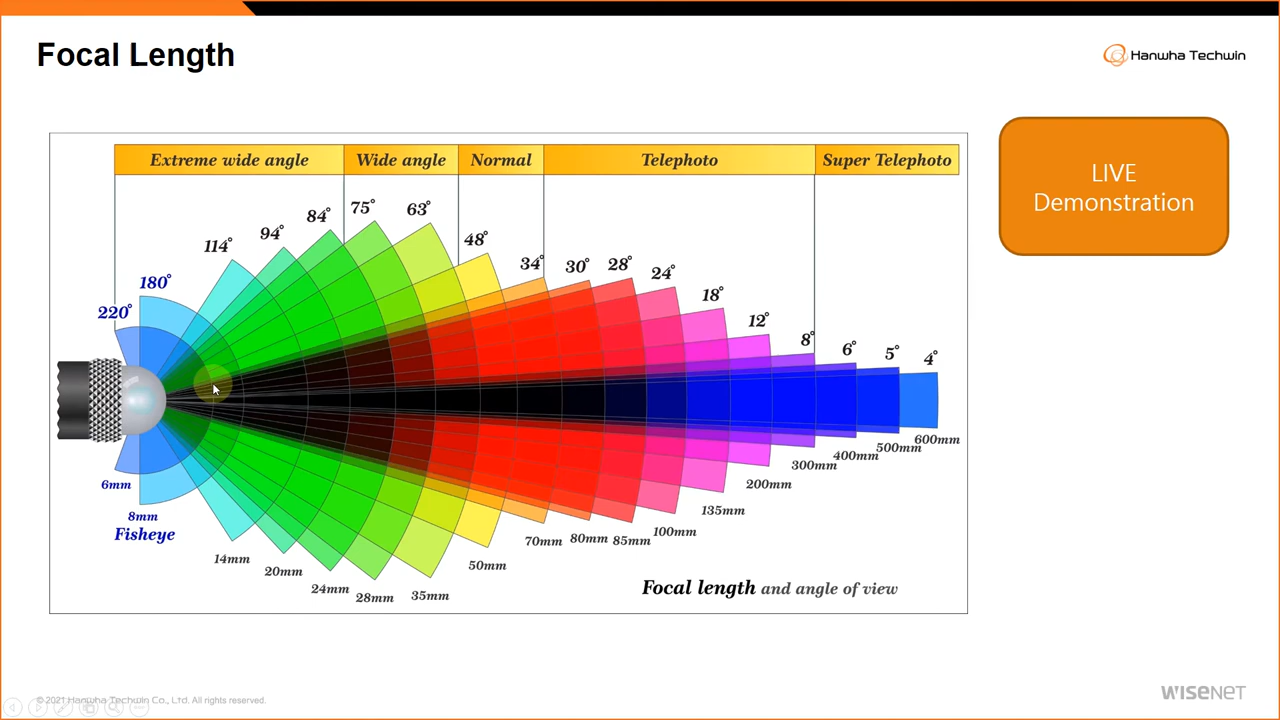 Focal Length
Hanwha Techwin
Extreme wide angle
Wide angle
Normal
Telephoto
Super Telephoto
LIVE
Demonstration
220°
180°
114°
94°
84°
75°
63°
48°
34°
30°
28°
24°
18°
12°
8°
6°
5°
4°
6mm
8mm
Fisheye
14mm
20mm
24mm
28mm
35mm
50mm
70mm
80mm
85mm
100mm
135mm
200mm
300mm
400mm
500mm
600mm
Focal length and angle of view
© 2021 Hanwha Techwin Co., Ltd. All rights reserved.
WISENET